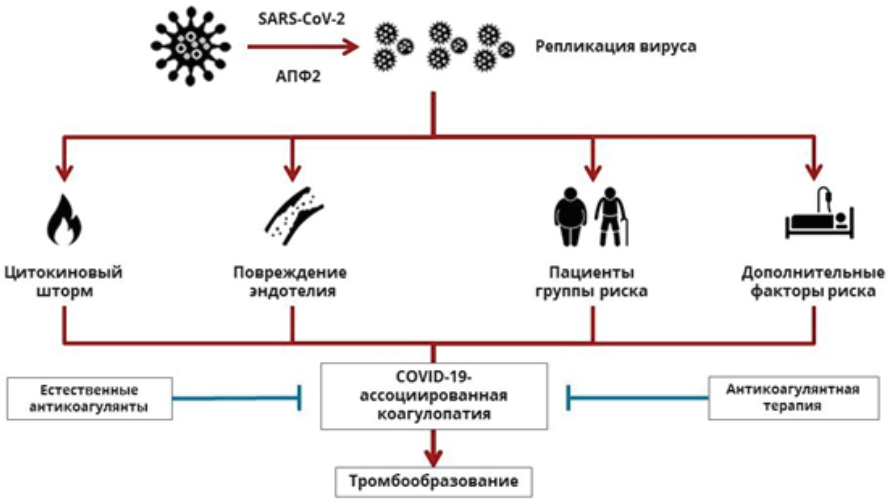 SARS-CoV-2
АПФ2
Репликация вируса
Цитокиновый
шторм
Повреждение
эндотелия
Пациенты
группы риска
Дополнительные
факторы риска
Естественные
антикоагулянты
COVID-19-
ассоциированная
коагулопатия
Антикоагулянтная
терапия
Тромбообразование